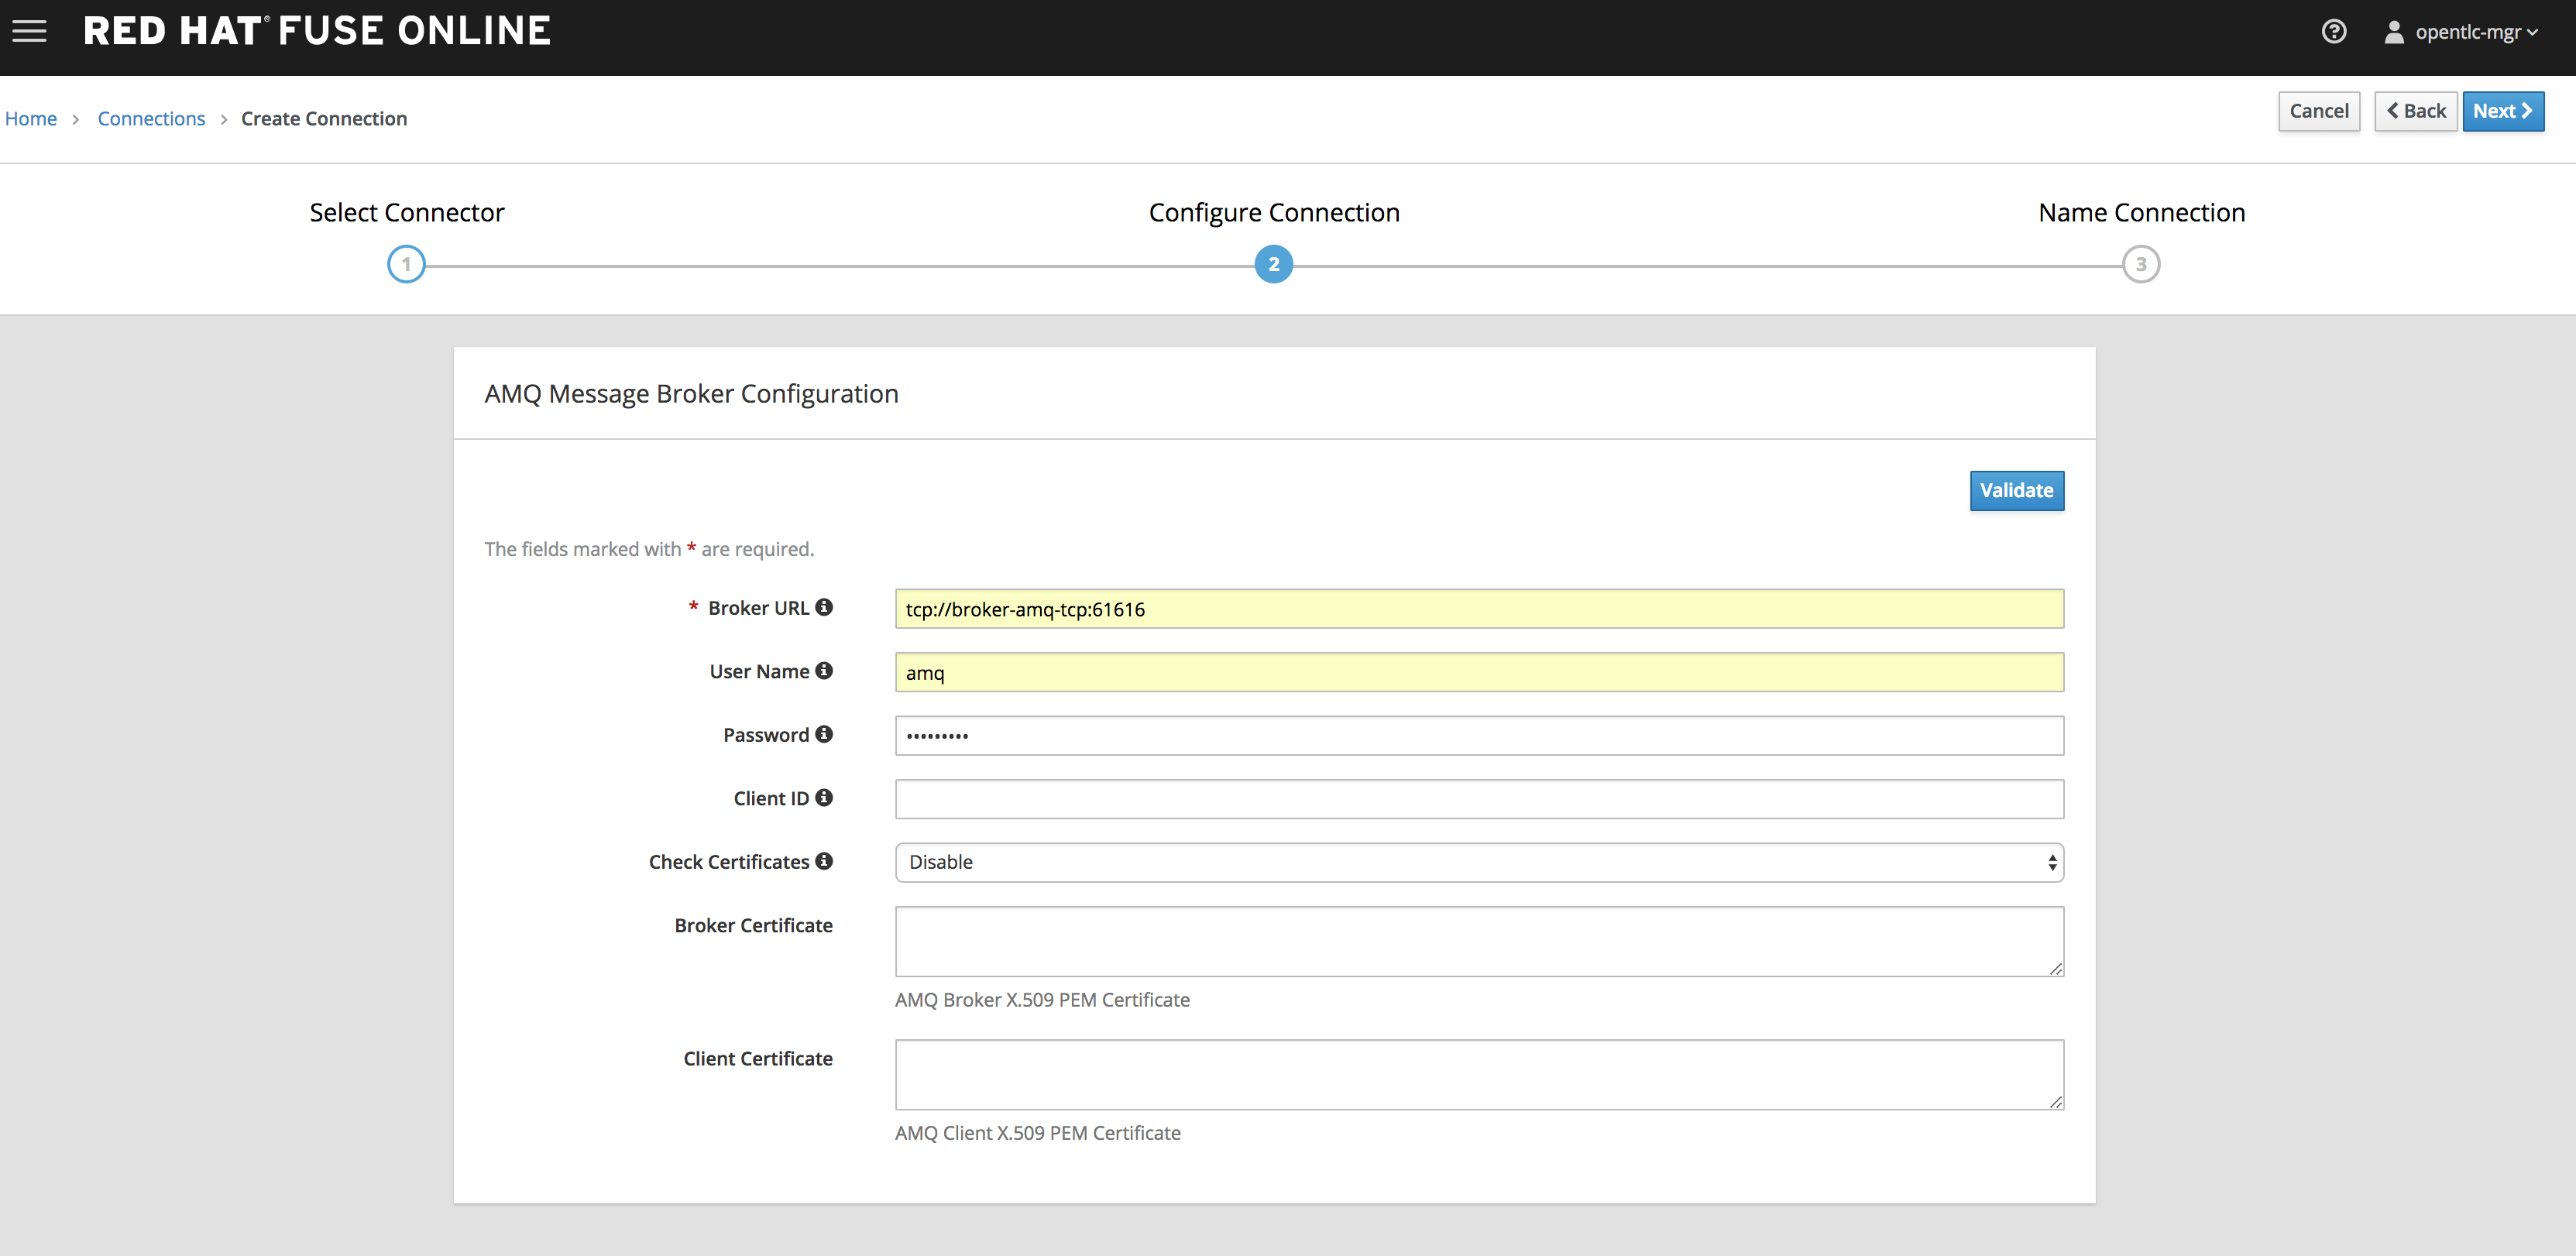 RED HAT® FUSE ONLINE
opentlc-mgr
Home > Connections > Create Connection
Cancel
Back
Next
Select Connector
Configure Connection
Name Connection
1
2
3
AMQ Message Broker Configuration
Validate
The fields marked with * are required.
* Broker URL
tcp://broker-amq-tcp:61616
User Name
amq
Password
•••••••••
Client ID
Check Certificates
Disable
Broker Certificate
AMQ Broker X.509 PEM Certificate
Client Certificate
AMQ Client X.509 PEM Certificate